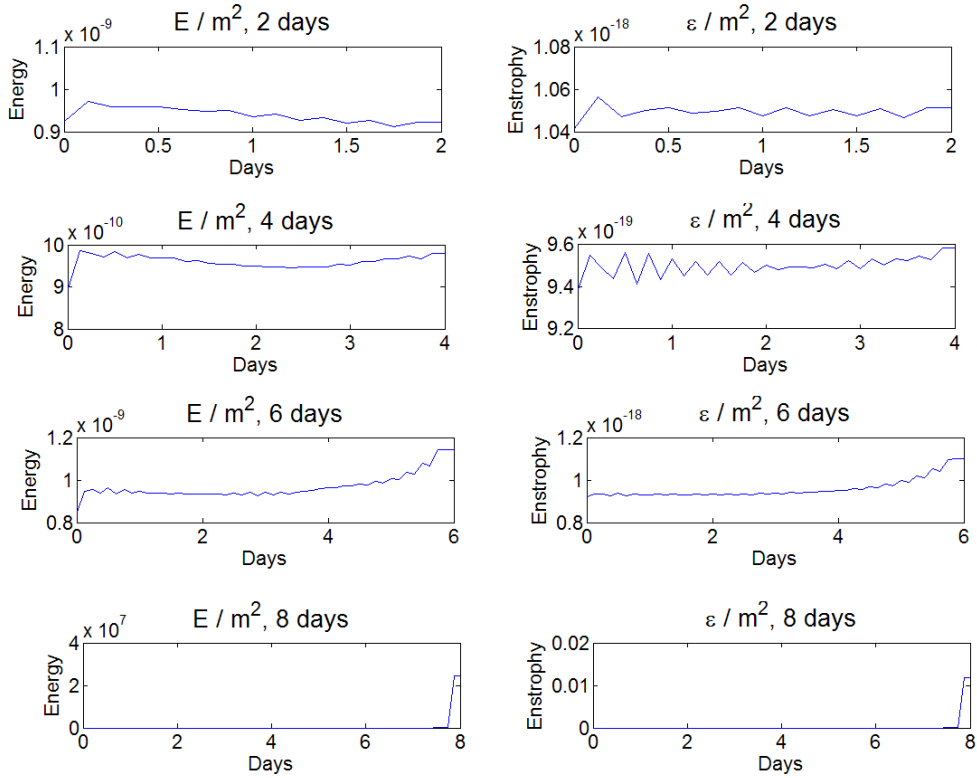 E / m², 2 days
x 10⁻⁹
Energy
1.1
1
0.9
0 0.5 1 1.5 2
Days
ε / m², 2 days
x 10⁻¹⁸
Enstrophy
1.08
1.06
1.04
0 0.5 1 1.5 2
Days
E / m², 4 days
x 10⁻¹⁰
Energy
10
9
8
0 1 2 3 4
Days
ε / m², 4 days
x 10⁻¹⁹
Enstrophy
9.6
9.4
9.2
0 1 2 3 4
Days
E / m², 6 days
x 10⁻⁹
Energy
1.2
1
0.8
0 2 4 6
Days
ε / m², 6 days
x 10⁻¹⁸
Enstrophy
1.2
1
0.8
0 2 4 6
Days
E / m², 8 days
x 10⁷
Energy
4
2
0
0 2 4 6 8
Days
ε / m², 8 days
Enstrophy
0.02
0.01
0
0 2 4 6 8
Days